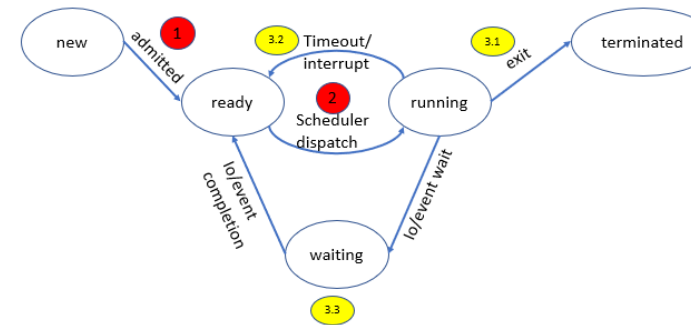 new
1
admitted
3.2
Timeout/
interrupt
3.1
exit
terminated
ready
2
running
Scheduler
dispatch
Io/event
completion
Io/event wait
waiting
3.3